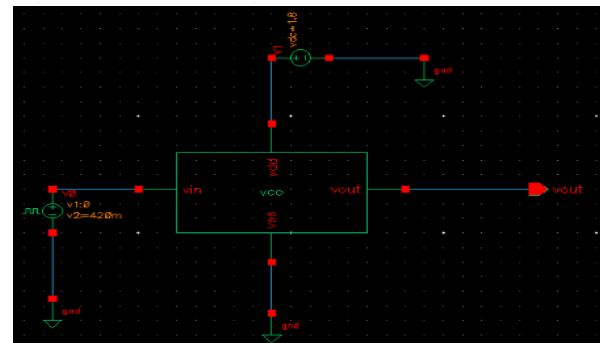 vdc=1.8
V1
gnd
vdd
vin
vco
vout
vout
vss
V0
v1:0
v2=420m
gnd
gnd